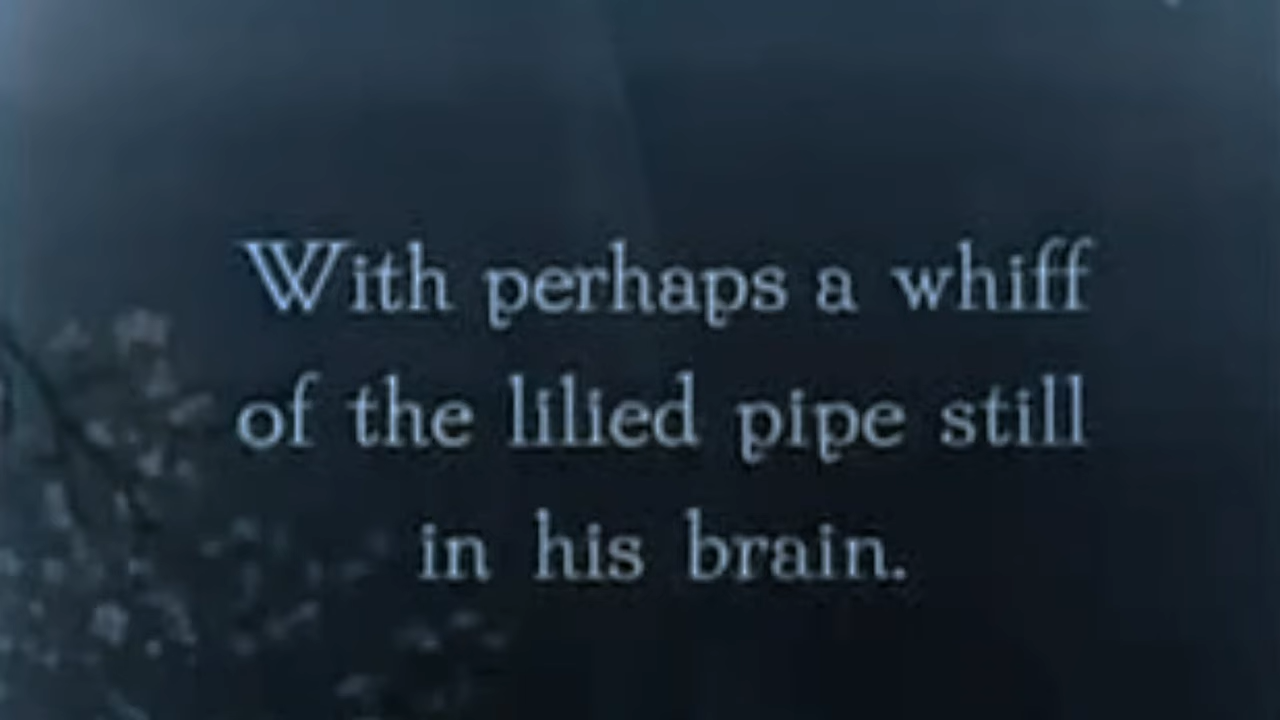 With perhaps a whiff
of the lilied pipe still
in his brain.